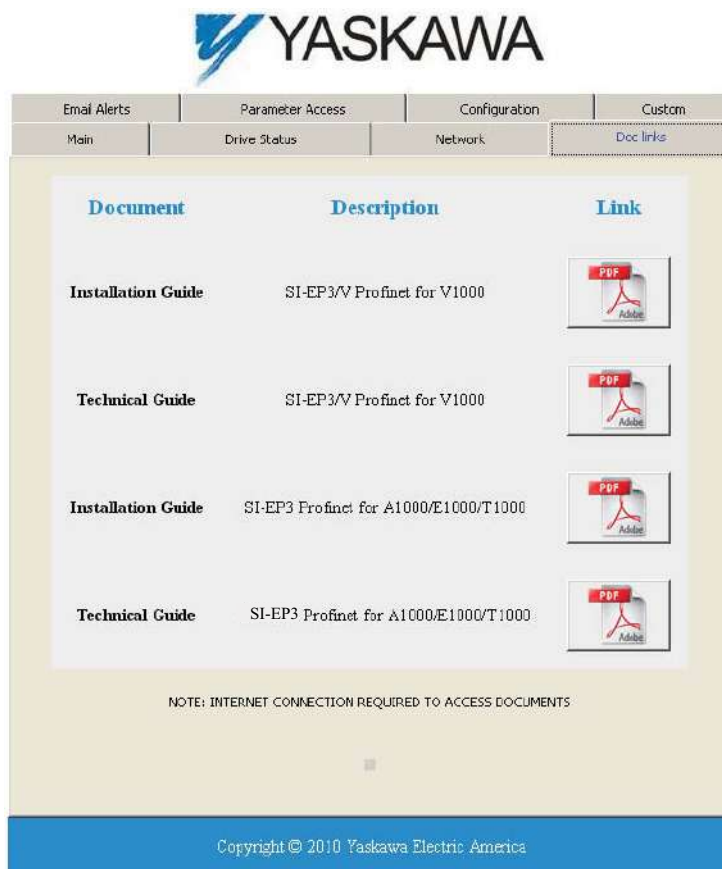 YASKAWA
Email Alerts Parameter Access Configuration Custom
Main Drive Status Network Doc links
Document Description Link
Installation Guide SI-EP3/V Profinet for V1000 PDF Adobe
Technical Guide SI-EP3/V Profinet for V1000 PDF Adobe
Installation Guide SI-EP3 Profinet for A1000/E1000/T1000 PDF Adobe
Technical Guide SI-EP3 Profinet for A1000/E1000/T1000 PDF Adobe
NOTE: INTERNET CONNECTION REQUIRED TO ACCESS DOCUMENTS
Copyright © 2010 Yaskawa Electric America